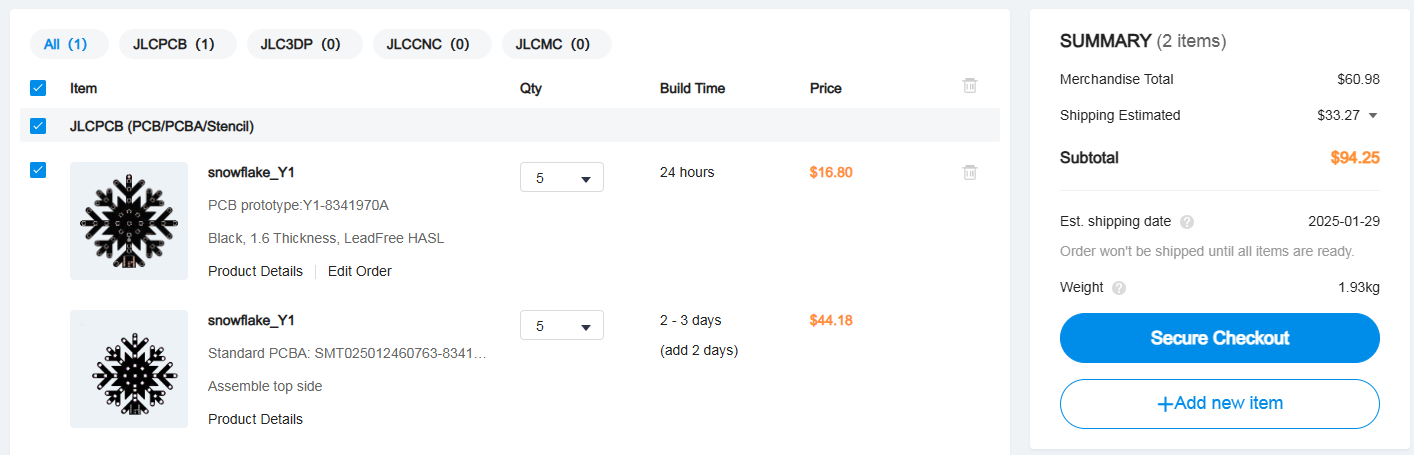 All (1) JLCPCB (1) JLC3DP (0) JLCCNC (0) JLCMC (0)
Item Qty Build Time Price
JLCPCB (PCB/PCBA/Stencil)
snowflake_Y1 5 24 hours $16.80
PCB prototype:Y1-8341970A
Black, 1.6 Thickness, LeadFree HASL
Product Details Edit Order
snowflake_Y1 5 2 - 3 days $44.18
(add 2 days)
Standard PCBA: SMT025012460763-8341...
Assemble top side
Product Details
SUMMARY (2 items)
Merchandise Total $60.98
Shipping Estimated $33.27
Subtotal $94.25
Est. shipping date ? 2025-01-29
Order won't be shipped until all items are ready.
Weight ? 1.93kg
Secure Checkout
+Add new item